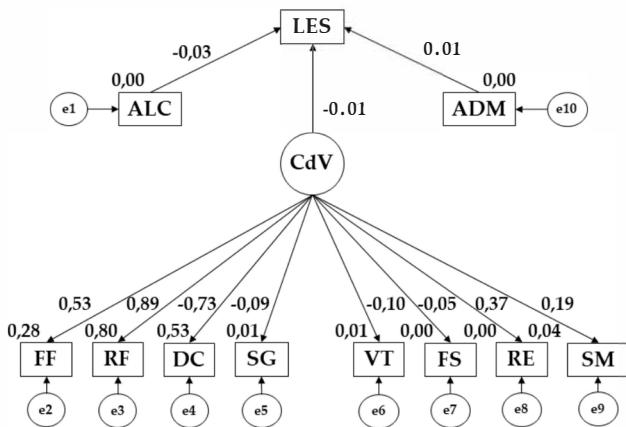 LES
-0,03
0.01
0,00
0,00
e1
ALC
-0.01
ADM
e10
CdV
0,53
0,89
-0,73
-0,09
-0,10
-0,05
0,37
0,19
0,28
0,80
0,53
0,01
0,01
0,00
0,00
0,04
FF
RF
DC
SG
VT
FS
RE
SM
e2
e3
e4
e5
e6
e7
e8
e9